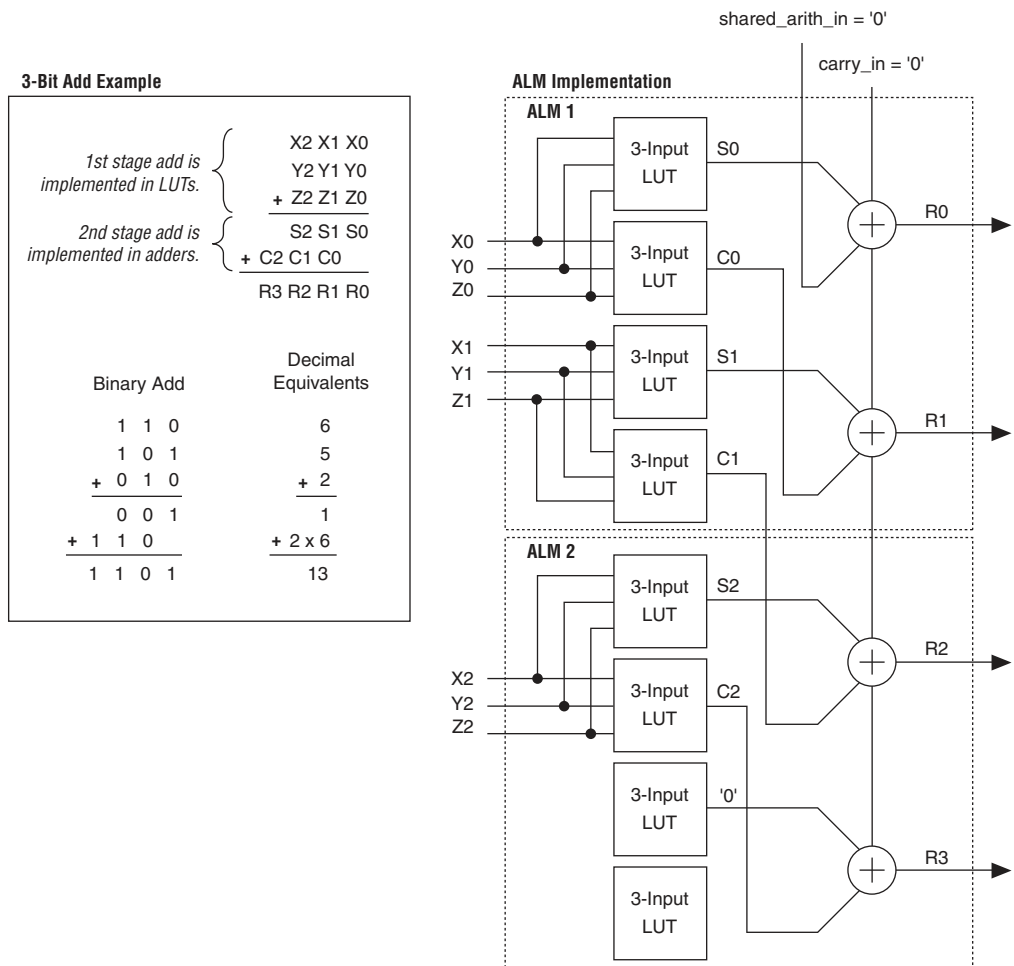 shared_arith_in = '0'
carry_in = '0'
3-Bit Add Example
1st stage add is
implemented in LUTs.
X2 X1 X0
Y2 Y1 Y0
+ Z2 Z1 Z0
2nd stage add is
implemented in adders.
S2 S1 S0
+ C2 C1 C0
R3 R2 R1 R0
Binary Add
1 1 0
1 0 1
+ 0 1 0
0 0 1
+ 1 1 0
1 1 0 1
Decimal
Equivalents
6
5
+ 2
1
+ 2 x 6
13
ALM Implementation
ALM 1
3-Input
LUT
S0
R0
X0
Y0
Z0
3-Input
LUT
C0
X1
Y1
Z1
3-Input
LUT
S1
R1
3-Input
LUT
C1
ALM 2
3-Input
LUT
S2
R2
X2
Y2
Z2
3-Input
LUT
C2
3-Input
LUT
'0'
R3
3-Input
LUT